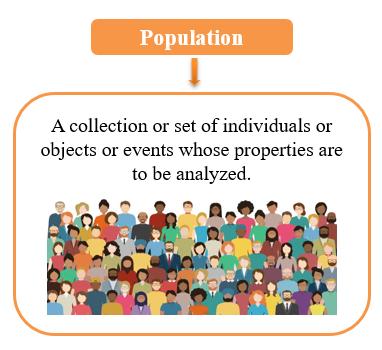 Population
A collection or set of individuals or
objects or events whose properties are
to be analyzed.